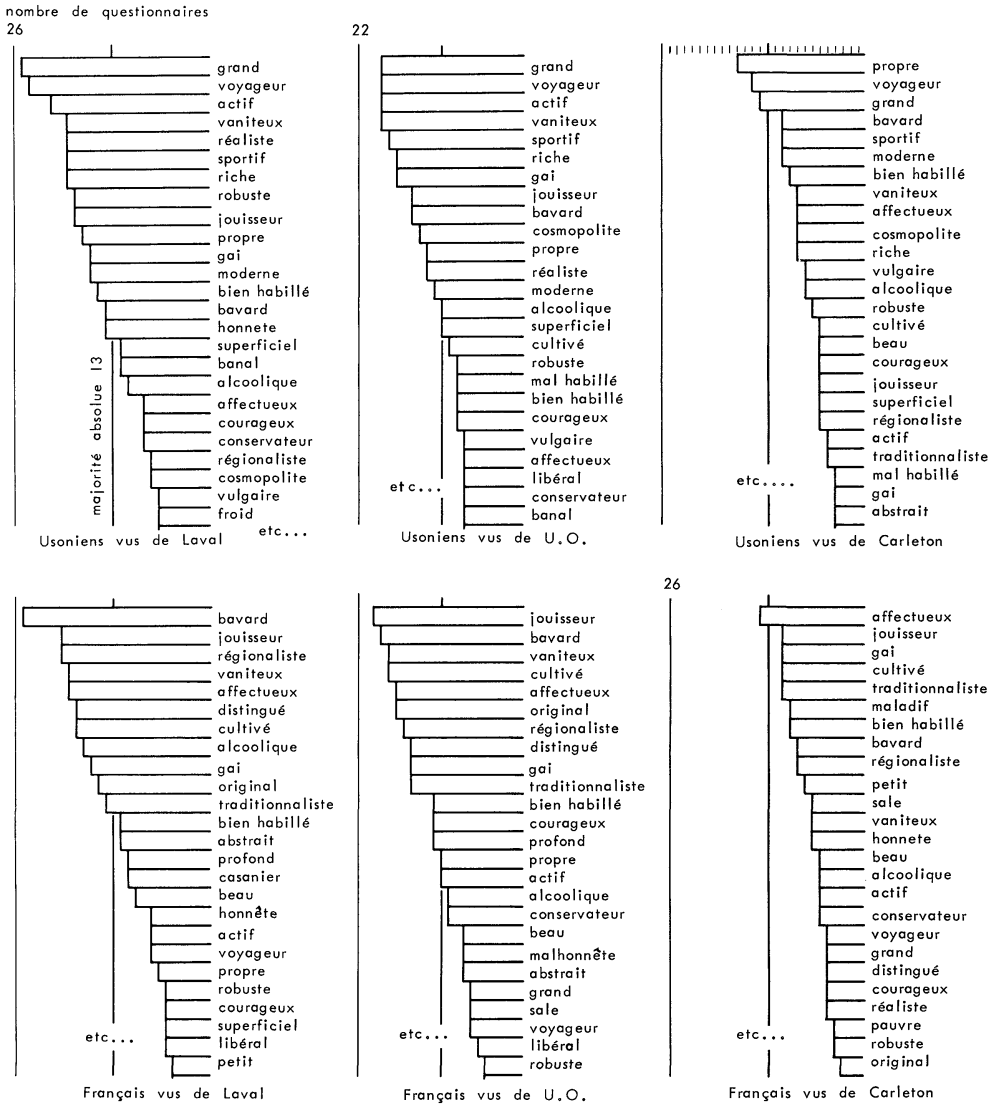 nombre de questionnaires
26
grand
voyageur
actif
vaniteux
réaliste
sportif
riche
robuste
jouisseur
propre
gai
moderne
bien habillé
bavard
honnete
superficiel
banal
alcoolique
affectueux
courageux
conservateur
régionaliste
cosmopolite
vulgaire
froid
majorité absolue 13
etc...
Usoniens vus de Laval
22
grand
voyageur
actif
vaniteux
sportif
riche
gai
jouisseur
bavard
cosmopolite
propre
réaliste
moderne
alcoolique
superficiel
cultivé
robuste
mal habillé
bien habillé
courageux
vulgaire
affectueux
libéral
conservateur
banal
etc...
Usoniens vus de U.O.
propre
voyageur
grand
bavard
sportif
moderne
bien habillé
vaniteux
affectueux
cosmopolite
riche
vulgaire
alcoolique
robuste
cultivé
beau
courageux
jouisseur
superficiel
régionaliste
actif
traditionnaliste
mal habillé
gai
abstrait
etc....
Usoniens vus de Carleton
bavard
jouisseur
régionaliste
vaniteux
affectueux
distingué
cultivé
alcoolique
gai
original
traditionnaliste
bien habillé
abstrait
profond
casanier
beau
honnête
actif
voyageur
propre
robuste
courageux
superficiel
libéral
petit
etc...
Français vus de Laval
jouisseur
bavard
vaniteux
cultivé
affectueux
original
régionaliste
distingué
gai
traditionnaliste
bien habillé
courageux
profond
propre
actif
alcoolique
conservateur
beau
malhonnête
abstrait
grand
sale
voyageur
libéral
robuste
etc...
Français vus de U.O.
26
affectueux
jouisseur
gai
cultivé
traditionnaliste
maladif
bien habillé
bavard
régionaliste
petit
sale
vaniteux
honnete
beau
alcoolique
actif
conservateur
voyageur
grand
distingué
courageux
réaliste
pauvre
robuste
original
etc...
Français vus de Carleton